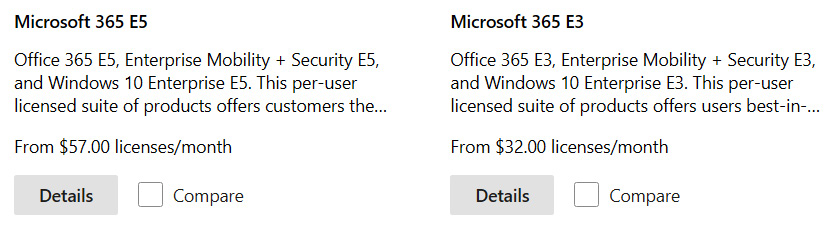 Microsoft 365 E5
Office 365 E5, Enterprise Mobility + Security E5,
and Windows 10 Enterprise E5. This per-user
licensed suite of products offers customers the...
From $57.00 licenses/month
Details
Compare
Microsoft 365 E3
Office 365 E3, Enterprise Mobility + Security E3,
and Windows 10 Enterprise E3. This per-user
licensed suite of products offers users best-in-...
From $32.00 licenses/month
Details
Compare